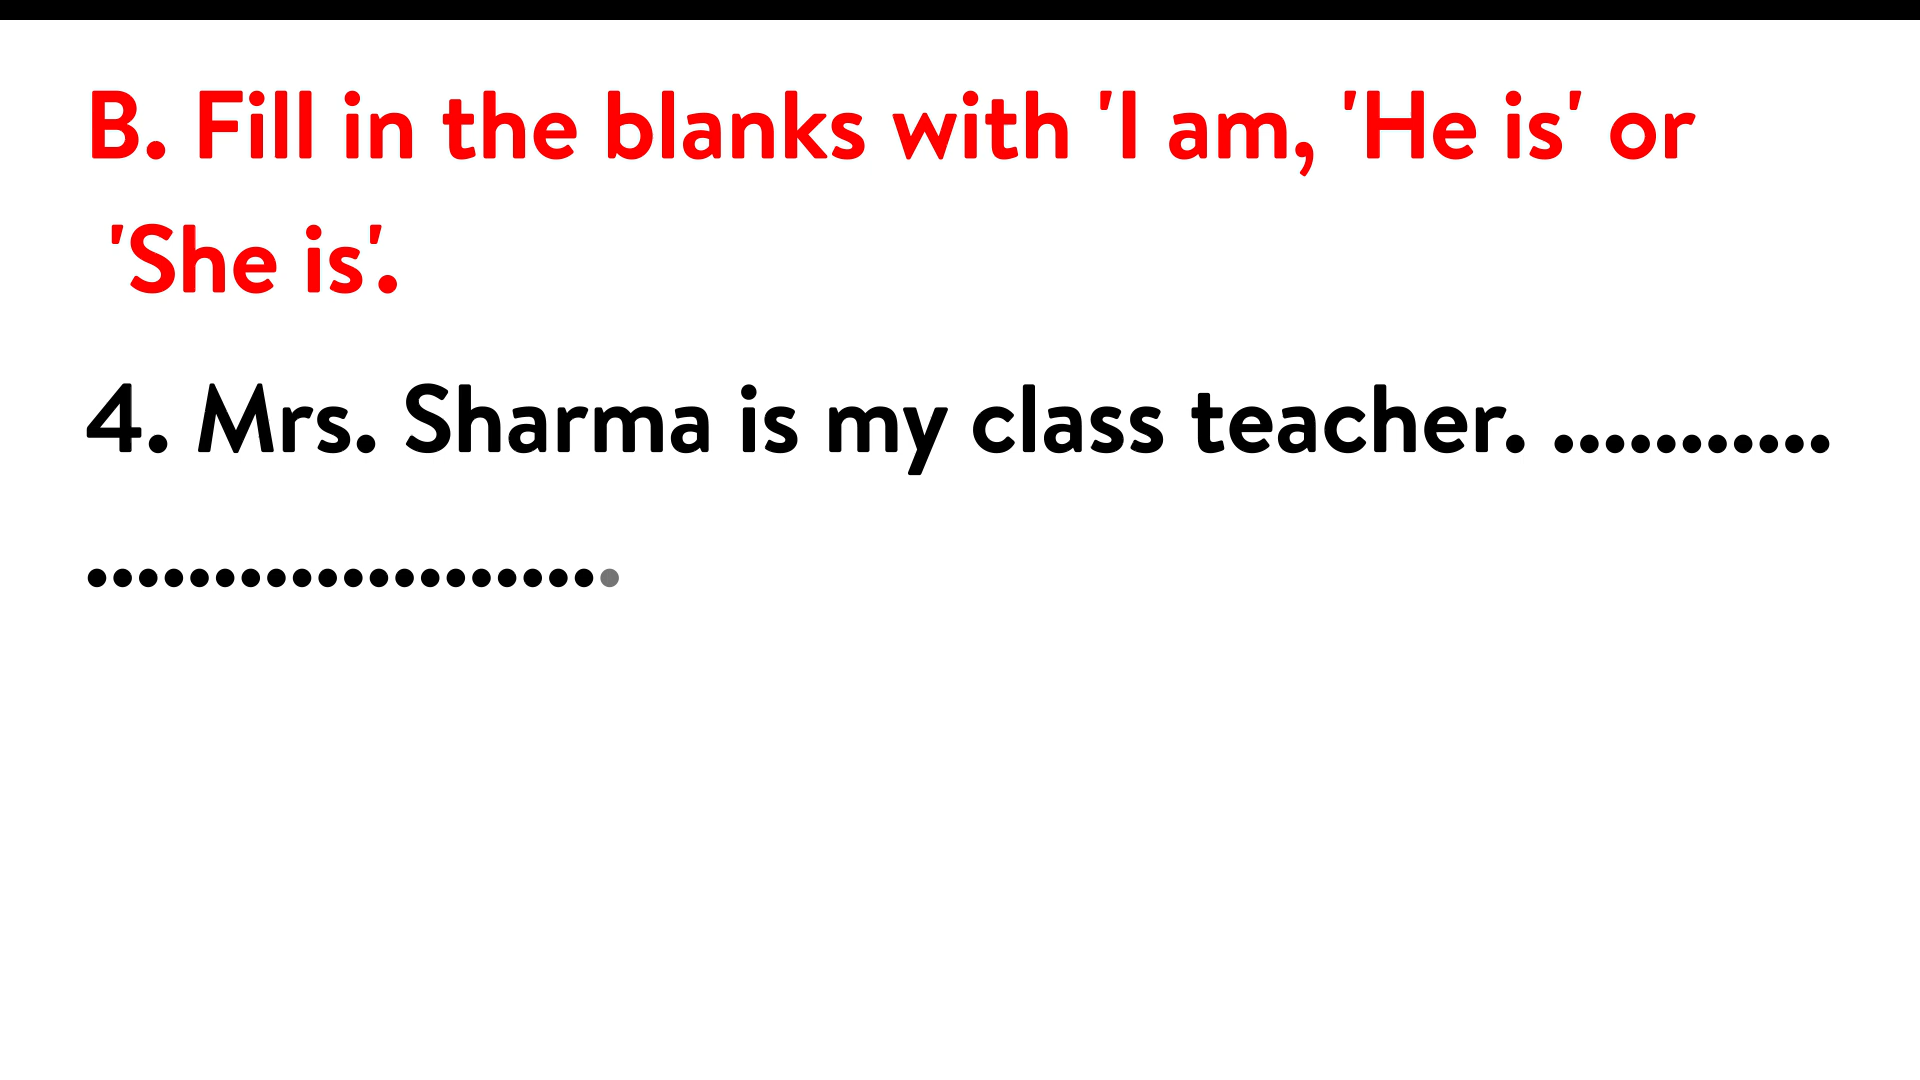 B. Fill in the blanks with 'I am, 'He is' or
'She is'.
4. Mrs. Sharma is my class teacher. ...........
.....................